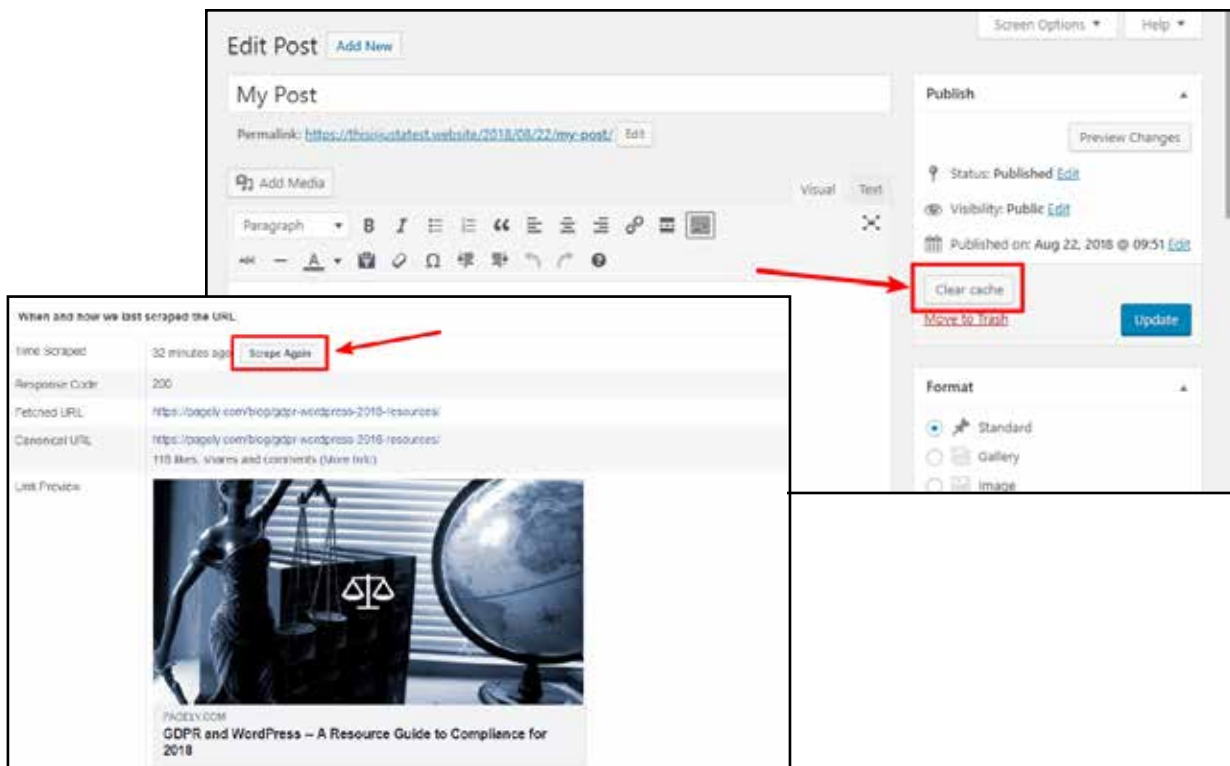 Screen Options
Help
Edit Post Add New
My Post
Permalink: https://thisisjustatest.website/2018/08/22/my-post/ Edit
Add Media
Visual Text
Paragraph
Publish
Preview Changes
Status: Published Edit
Visibility: Public Edit
Published on: Aug 22, 2018 @ 09:51 Edit
Clear cache
Move to Trash
Update
Format
Standard
Gallery
Image
When and how we last scraped the URL
Time Scraped 32 minutes ago Scrape Again
Response Code 200
Fetched URL https://pagely.com/blog/gdpr-wordpress-2018-resources/
Canonical URL https://pagely.com/blog/gdpr-wordpress-2018-resources/
118 likes, shares and comments (More Info)
Link Preview
PAGELY.COM
GDPR and WordPress – A Resource Guide to Compliance for
2018